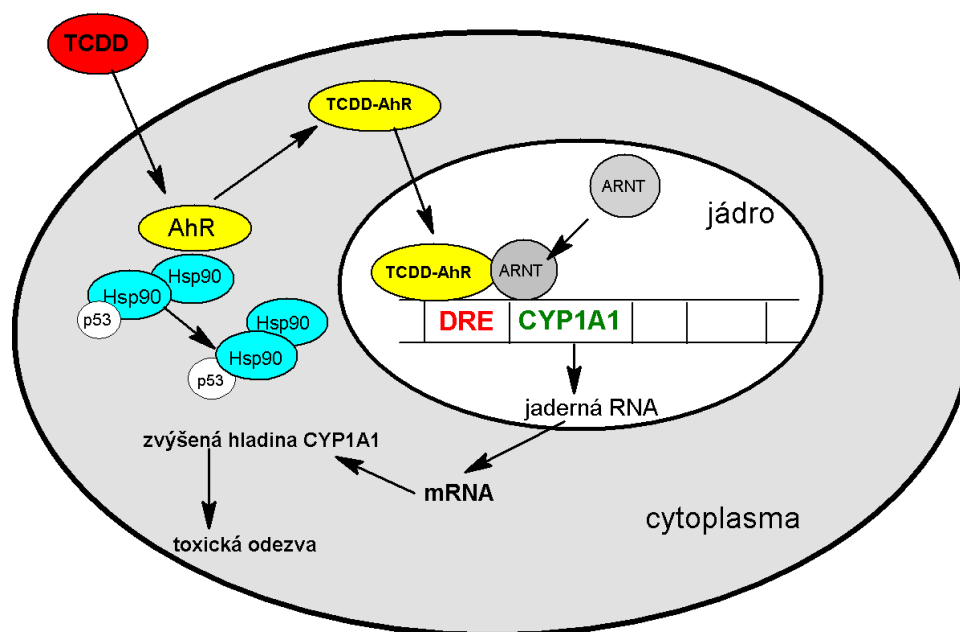 TCDD
TCDD-AhR
ARNT
jádro
AhR
TCDD-AhR
ARNT
Hsp90
Hsp90
p53
Hsp90
Hsp90
p53
DRE
CYP1A1
jaderná RNA
zvýšená hladina CYP1A1
mRNA
cytoplasma
toxická odezva